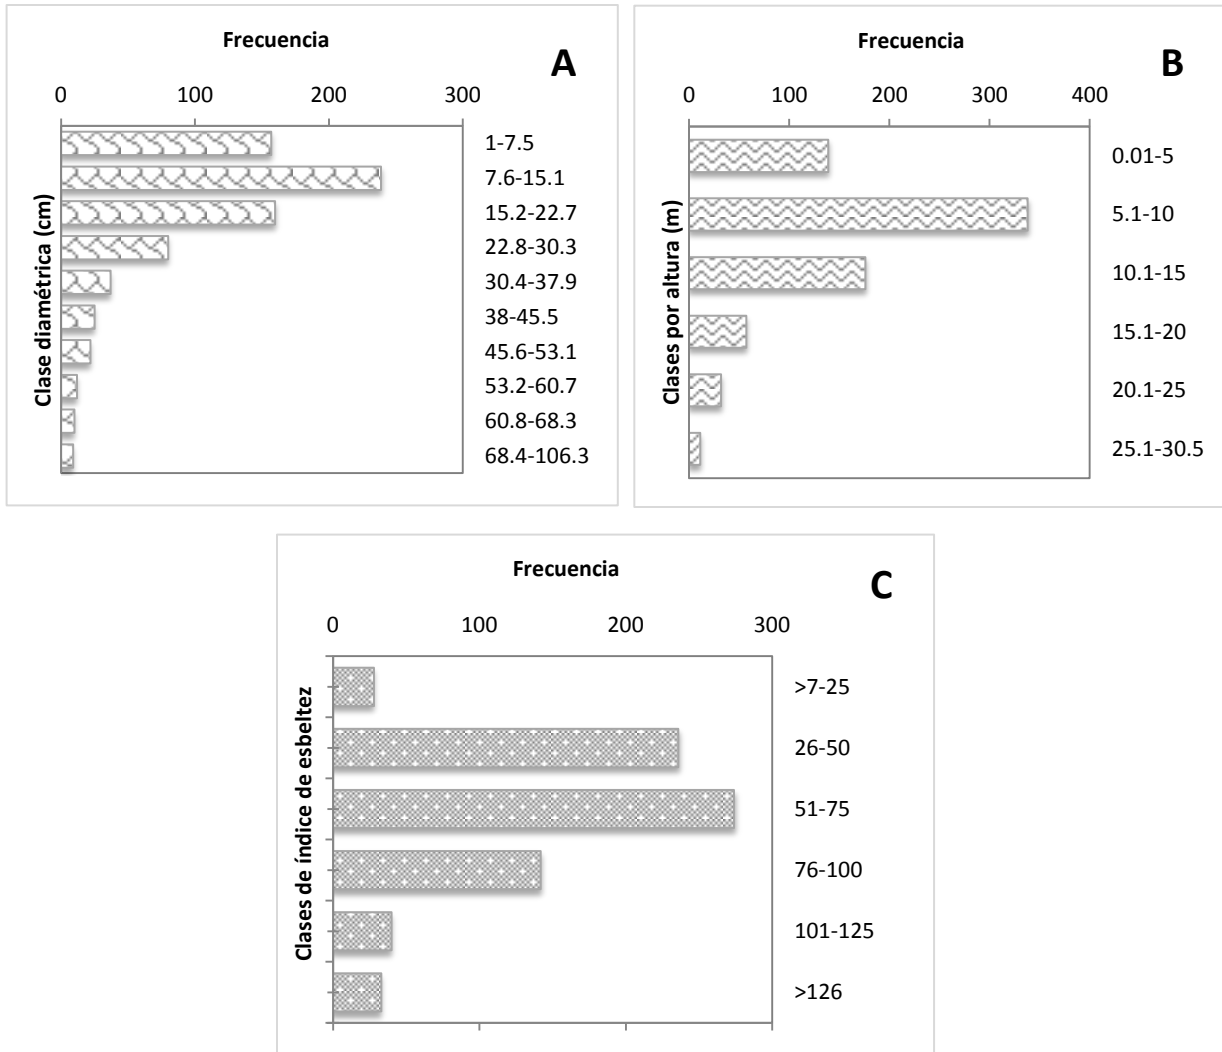 Frecuencia
A
0 100 200 300
Clase diamétrica (cm)
1-7.5
7.6-15.1
15.2-22.7
22.8-30.3
30.4-37.9
38-45.5
45.6-53.1
53.2-60.7
60.8-68.3
68.4-106.3
Frecuencia
B
0 100 200 300 400
Clases por altura (m)
0.01-5
5.1-10
10.1-15
15.1-20
20.1-25
25.1-30.5
Frecuencia
C
0 100 200 300
Clases de índice de esbeltez
>7-25
26-50
51-75
76-100
101-125
>126